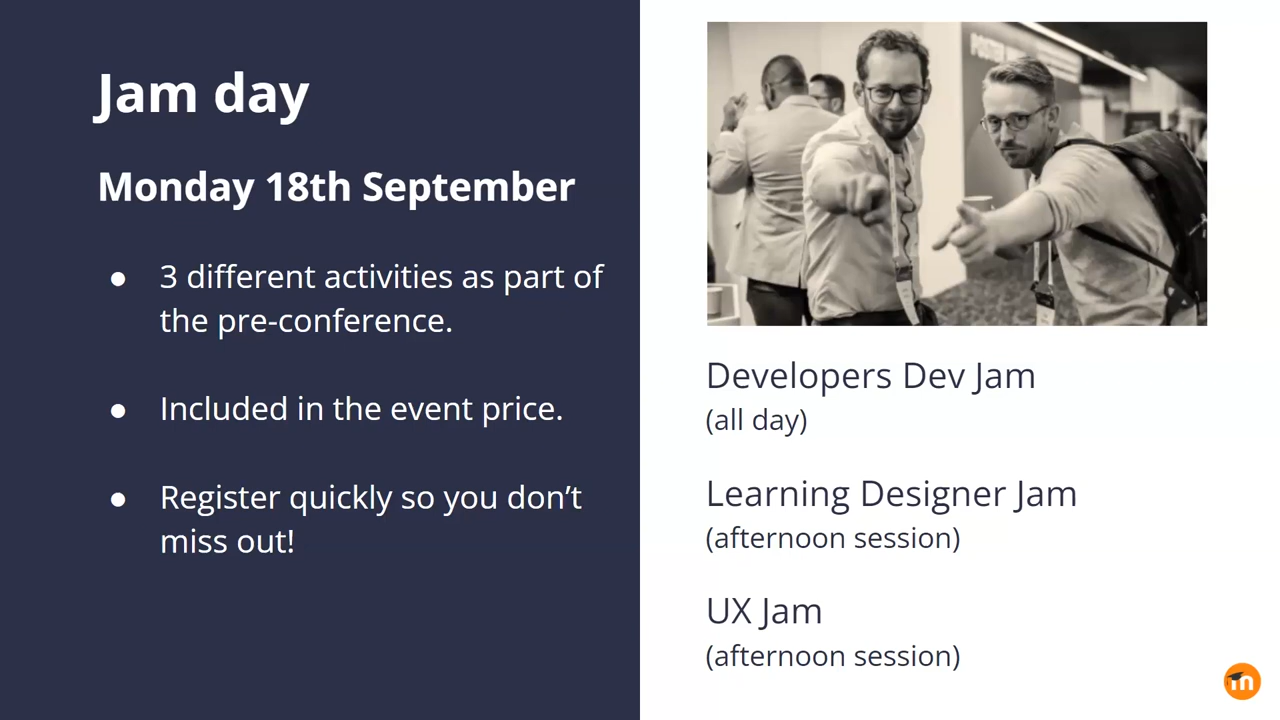 Jam day
Monday 18th September
● 3 different activities as part of
the pre-conference.
● Included in the event price.
● Register quickly so you don’t
miss out!
Developers Dev Jam
(all day)
Learning Designer Jam
(afternoon session)
UX Jam
(afternoon session)
m